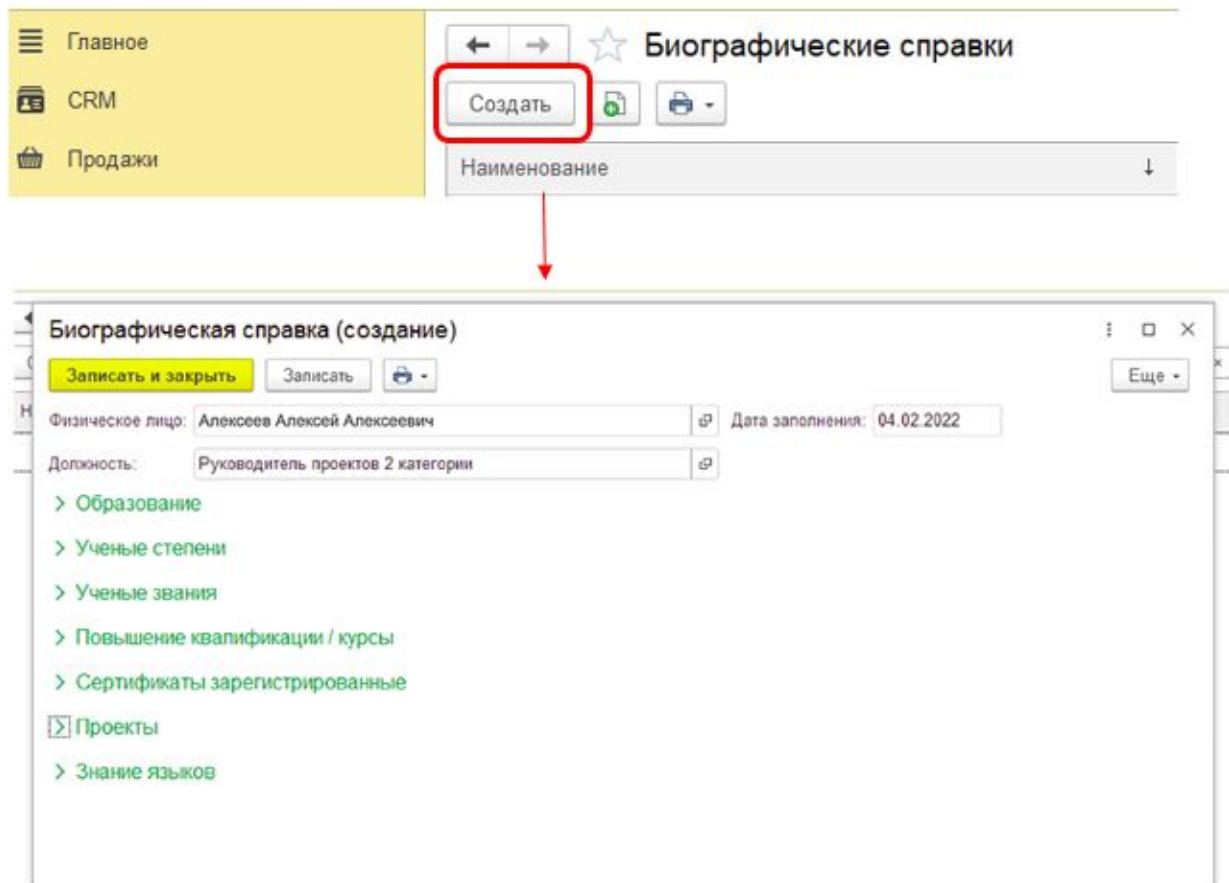 Главное
Биографические справки
CRM
Создать
Продажи
Наименование
Биографическая справка (создание)
Записать и закрыть
Записать
Еще
Физическое лицо: Алексеев Алексей Алексеевич
Дата заполнения: 04.02.2022
Должность: Руководитель проектов 2 категории
Образование
Ученые степени
Ученые звания
Повышение квалификации / курсы
Сертификаты зарегистрированные
Проекты
Знание языков